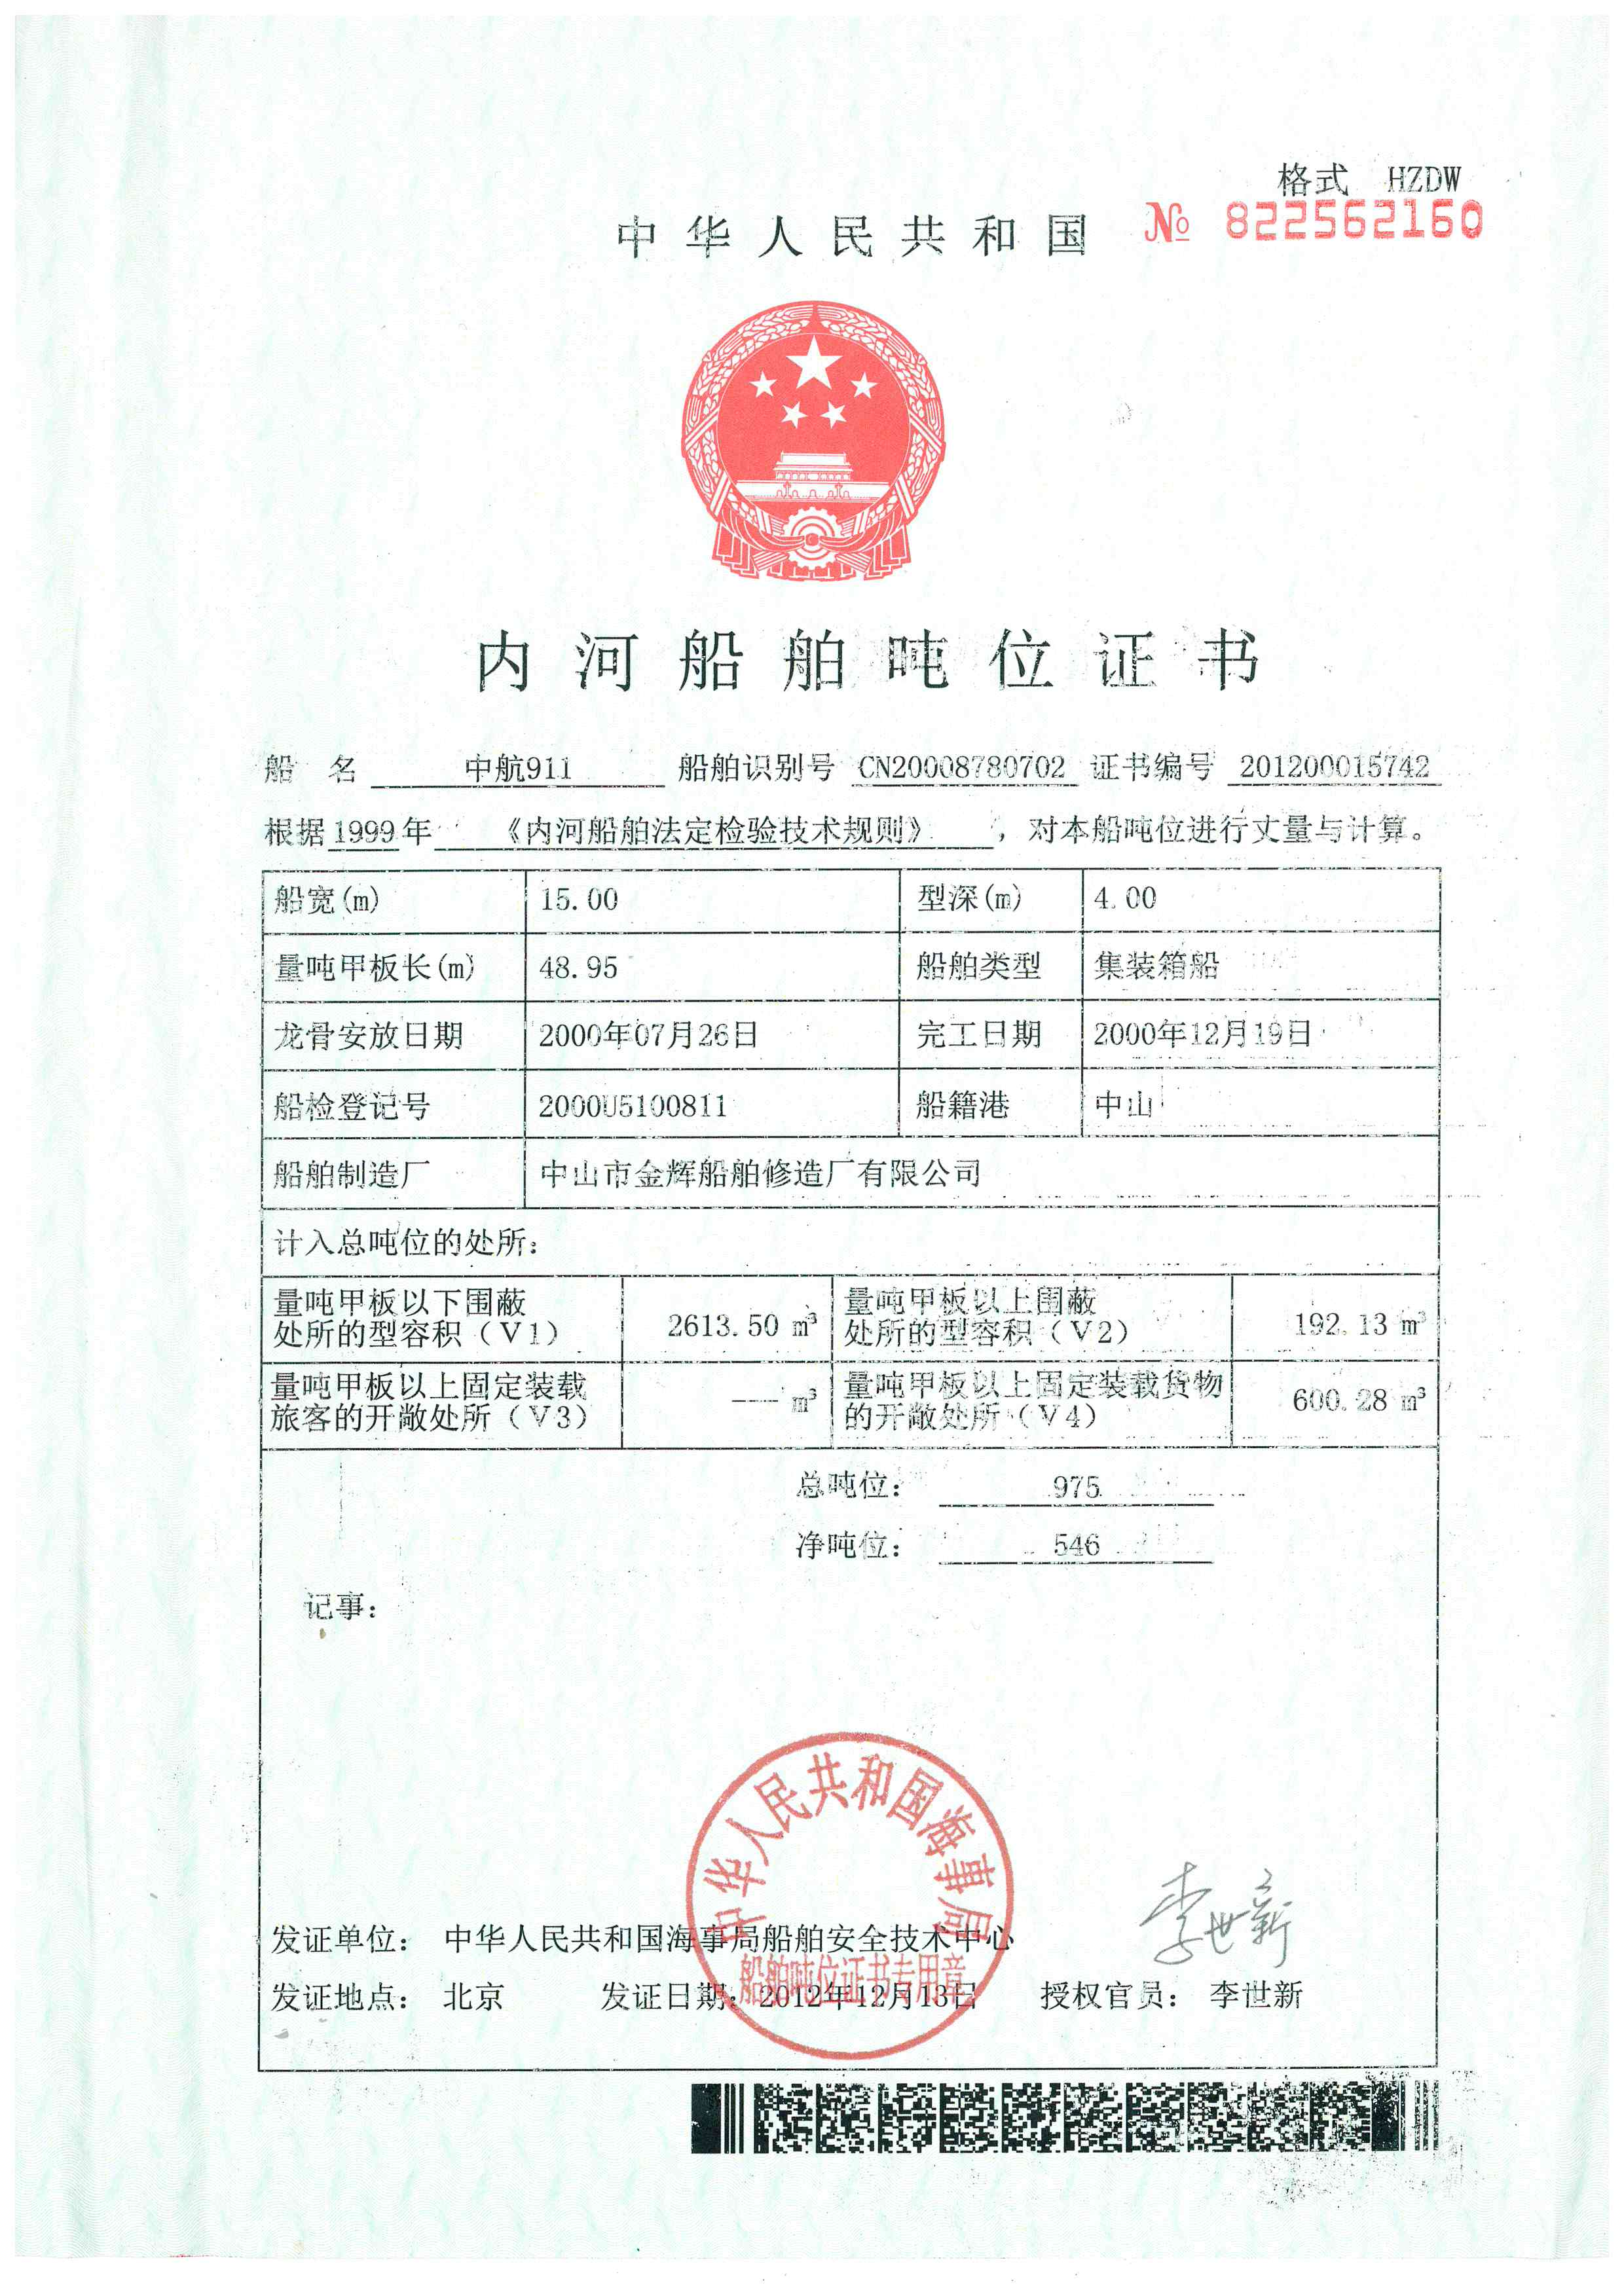 格式 HZDW
中华人民共和国 № 822562160
内河船舶吨位证书
船 名 中航911 船舶识别号 CN20008780702 证书编号 201200015742
根据1999年 《内河船舶法定检验技术规则》 ,对本船吨位进行丈量与计算。
船宽(m) 15.00 型深(m) 4.00
量吨甲板长(m) 48.95 船舶类型 集装箱船
龙骨安放日期 2000年07月26日 完工日期 2000年12月19日
船检登记号 2000U5100811 船籍港 中山
船舶制造厂 中山市金辉船舶修造厂有限公司
计入总吨位的处所:
量吨甲板以下围蔽
处所的型容积(V1) 2613.50 m³
量吨甲板以上围蔽
处所的型容积(V2) 192.13 m³
量吨甲板以上固定装载
旅客的开敞处所(V3) —— m³
量吨甲板以上固定装载货物
的开敞处所(V4) 600.28 m³
总吨位: 975
净吨位: 546
记事:
中华人民共和国海事局
船舶吨位证书专用章
李世新
发证单位: 中华人民共和国海事局船舶安全技术中心
发证地点: 北京 发证日期: 2012年12月13日 授权官员: 李世新